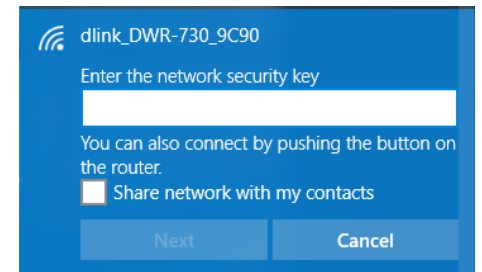 dlink_DWR-730_9C90
Enter the network security key
You can also connect by pushing the button on
the router.
Share network with my contacts
Next
Cancel